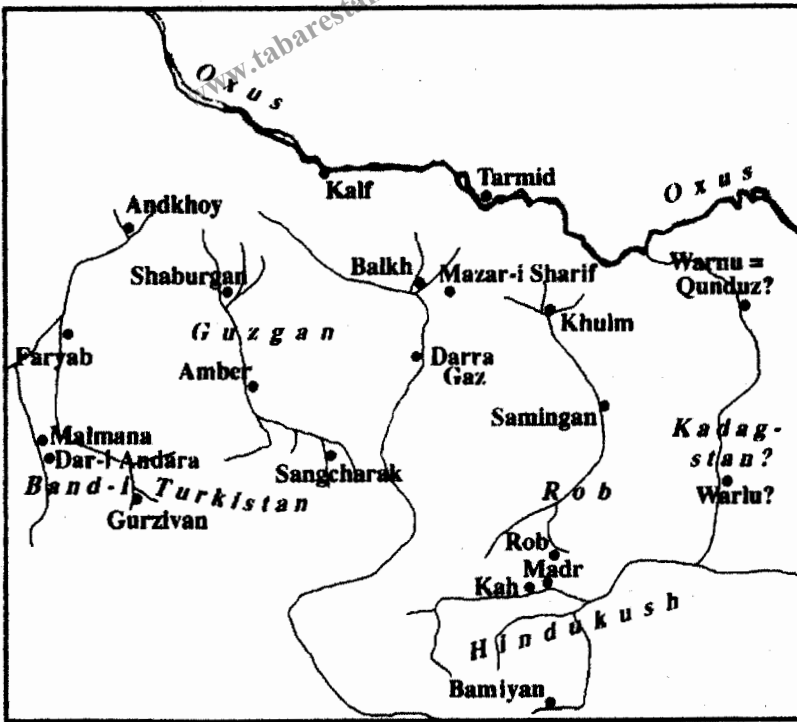 www.tabaresta
Oxus
Kalf
Tarmid
Oxus
Andkhoy
Shaburgan
Balkh
Mazar-i Sharif
Warnu =
Qunduz?
Guzgan
Khulm
Faryab
Amber
Darra
Gaz
Samingan
Kadag-
stan?
Maimana
Dar-i Andara
Sangcharak
Warlu?
Band-i Turkistan
Gurzivan
Rob
Rob
Madr
Kah
Hindukush
Bamiyan